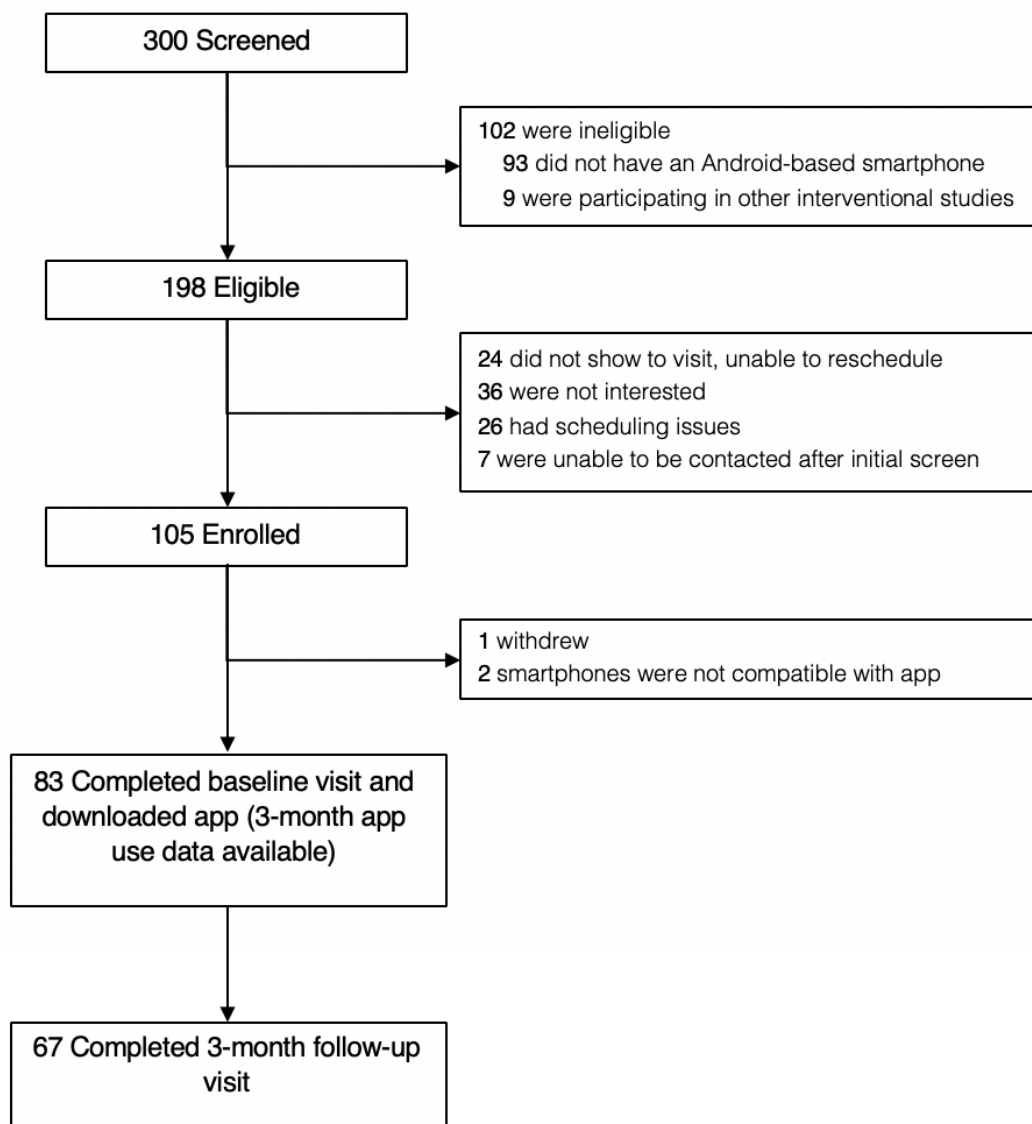 300 Screened
102 were ineligible
93 did not have an Android-based smartphone
9 were participating in other interventional studies
198 Eligible
24 did not show to visit, unable to reschedule
36 were not interested
26 had scheduling issues
7 were unable to be contacted after initial screen
105 Enrolled
1 withdrew
2 smartphones were not compatible with app
83 Completed baseline visit and
downloaded app (3-month app
use data available)
67 Completed 3-month follow-up
visit